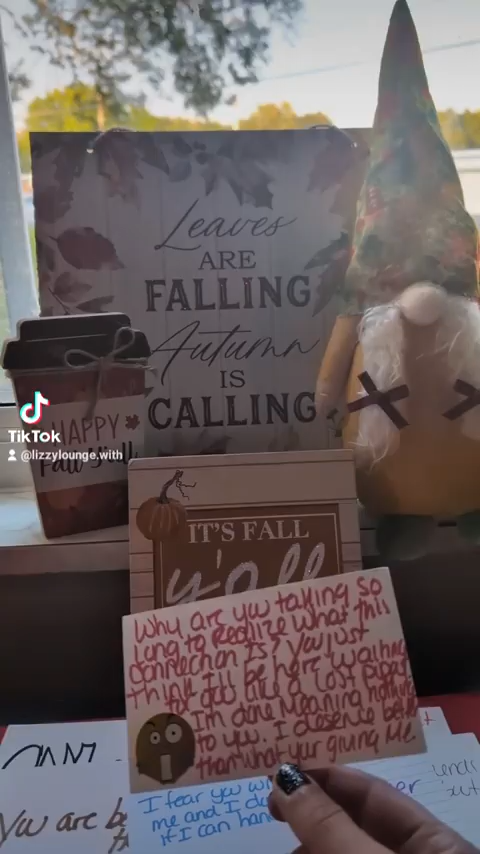 Leaves
ARE
FALLING
Autumn
IS
CALLING
HAPPY
Fall Y'all
TikTok
@lizzylounge.with
IT'S FALL
y'all
Why are you taking so
long to Realize what this
connection Is? You just
think I'll be here waiting
for like a lost puppy
I'm done Meaning nothing
to you. I deserve
than what your giving Me
You are
I fear you
me and I
if I can